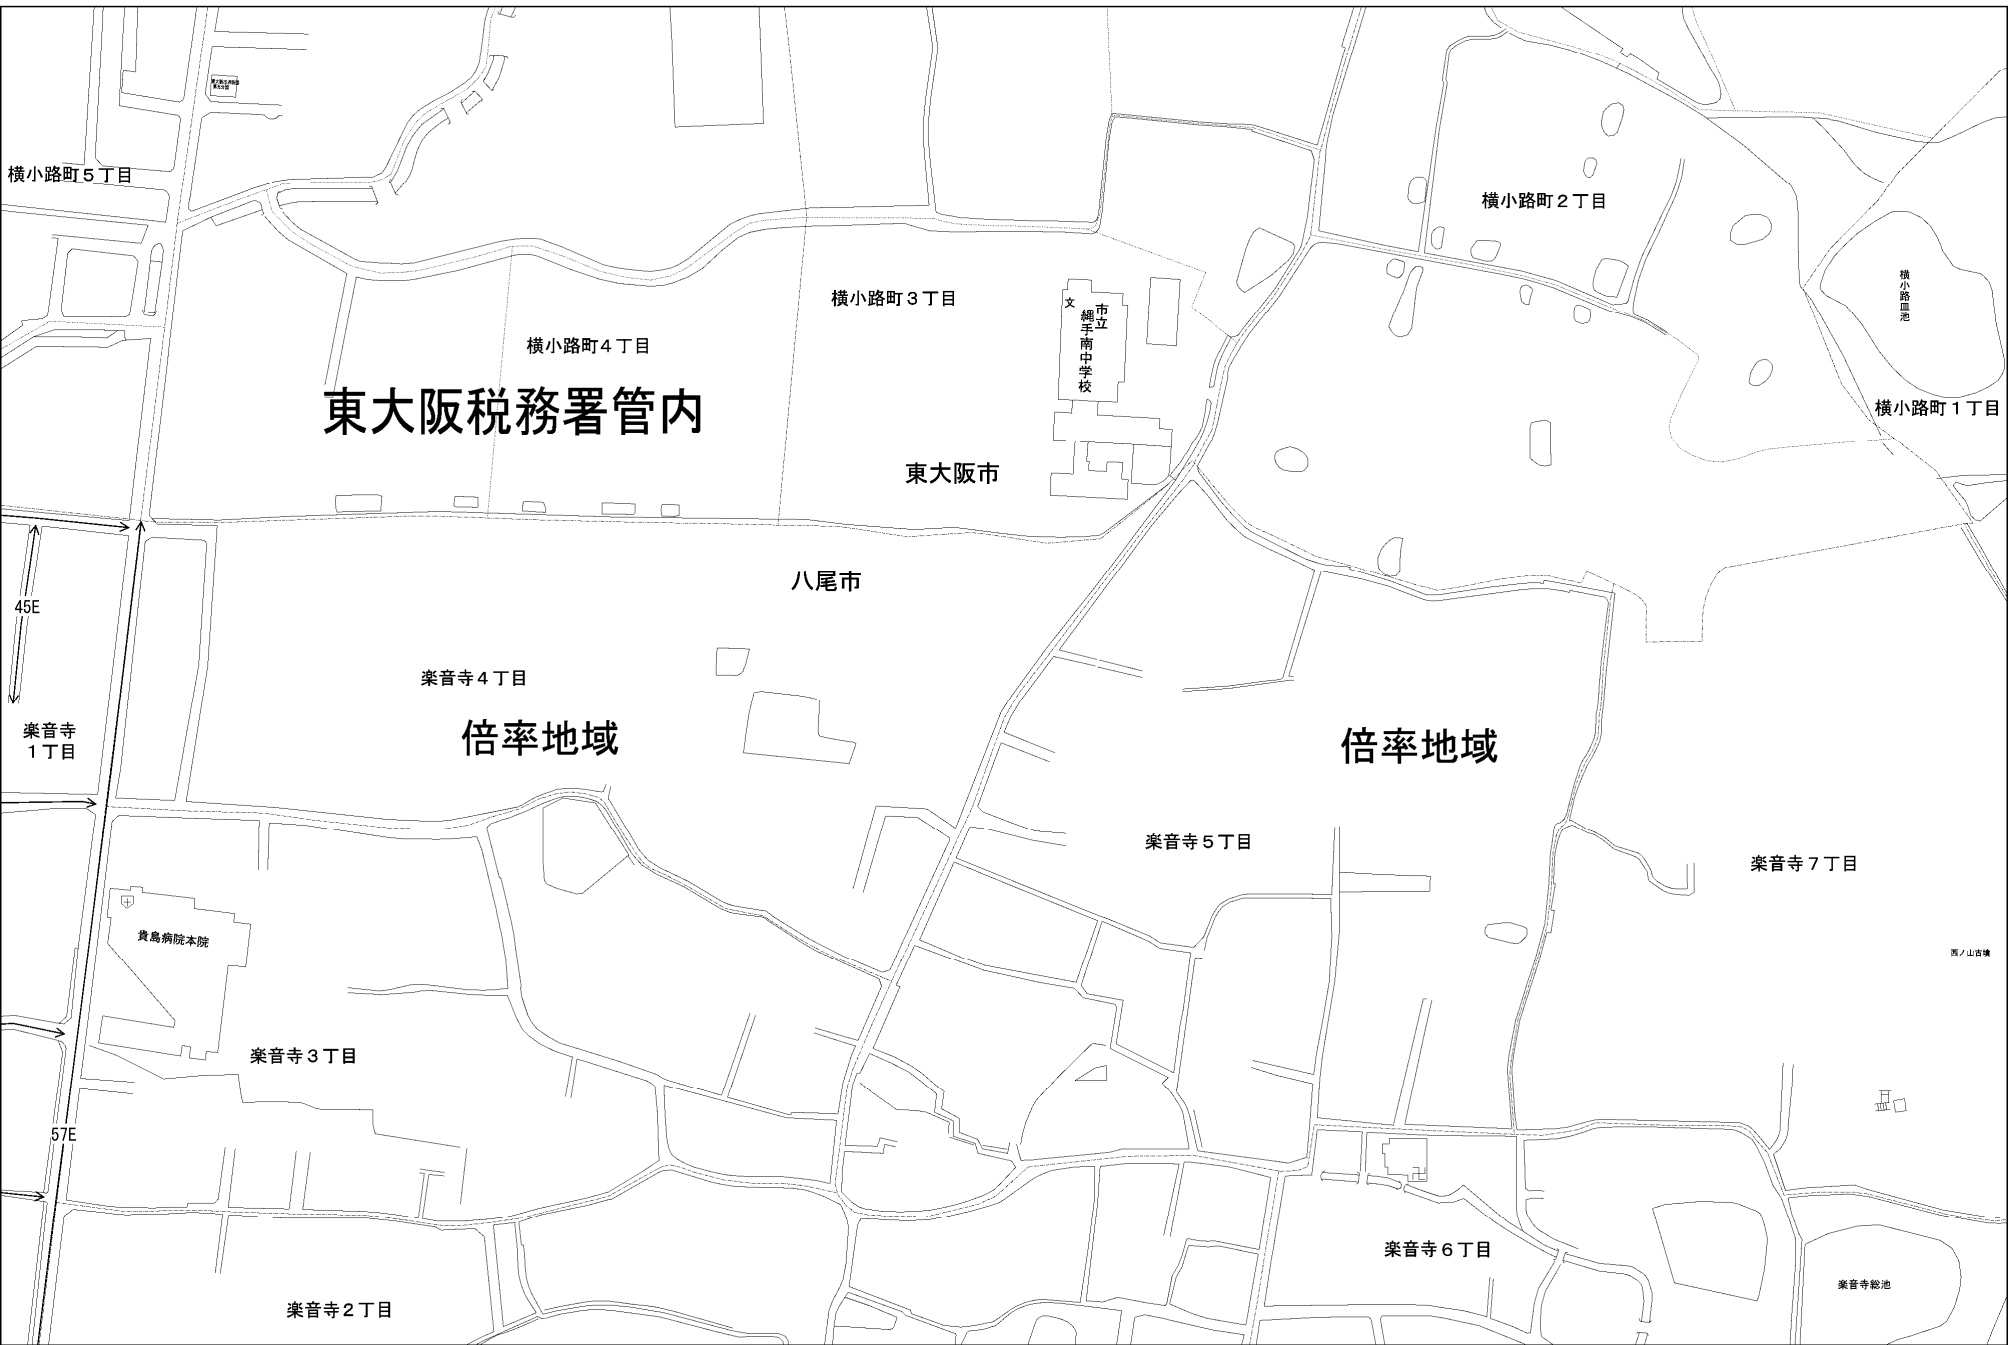 横小路町５丁目
横小路町２丁目
横小路皿池
横小路町３丁目
市立
縄手南中学校
文
横小路町４丁目
東大阪税務署管内
横小路町１丁目
東大阪市
八尾市
45E
楽音寺４丁目
楽音寺
１丁目
倍率地域
倍率地域
楽音寺５丁目
楽音寺７丁目
貴島病院本院
西ノ山古墳
楽音寺３丁目
57E
楽音寺６丁目
楽音寺総池
楽音寺２丁目